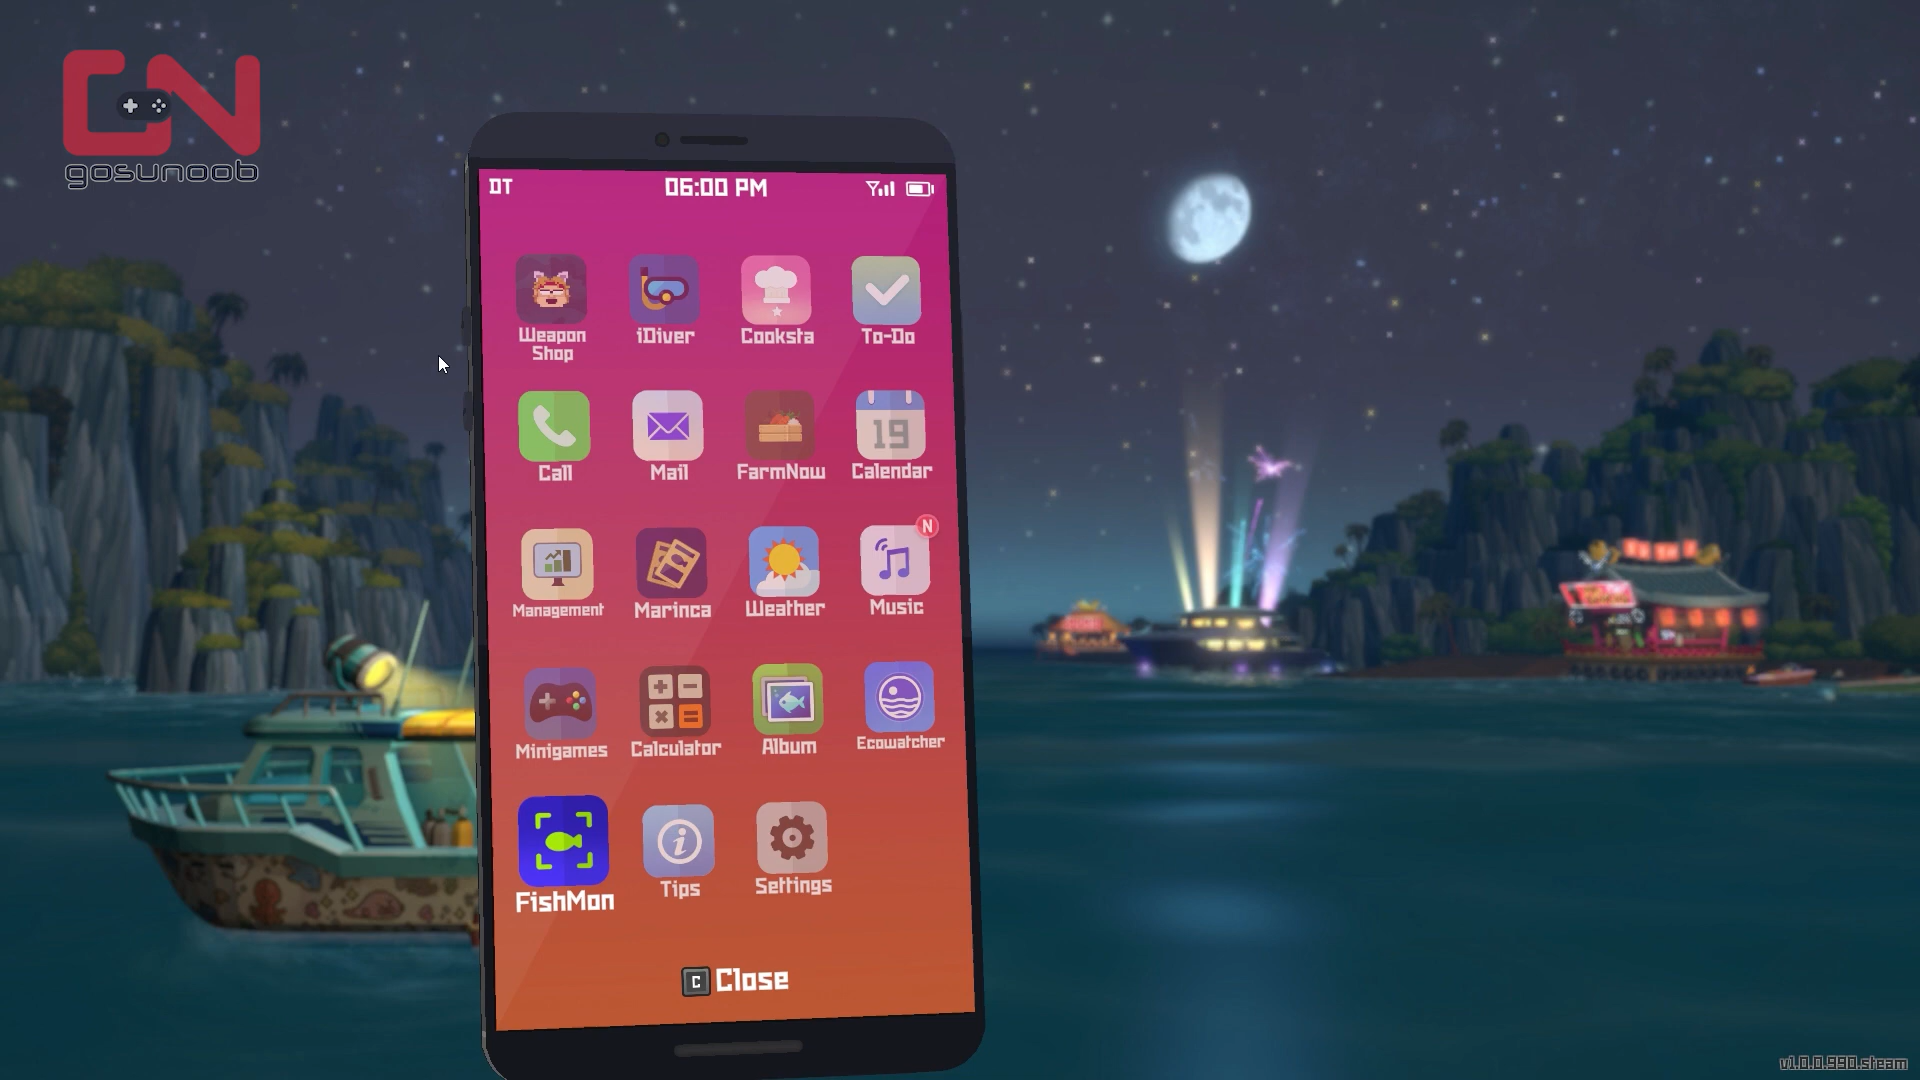 gosunoob
DT
06:00 PM
Weapon
Shop
iDiver
Cooksta
To-Do
Call
Mail
FarmNow
19
Calendar
Management
Marinca
Weather
N
Music
Minigames
Calculator
Album
Ecowatcher
FishMon
Tips
Settings
C Close
v1.0.0.990.steam